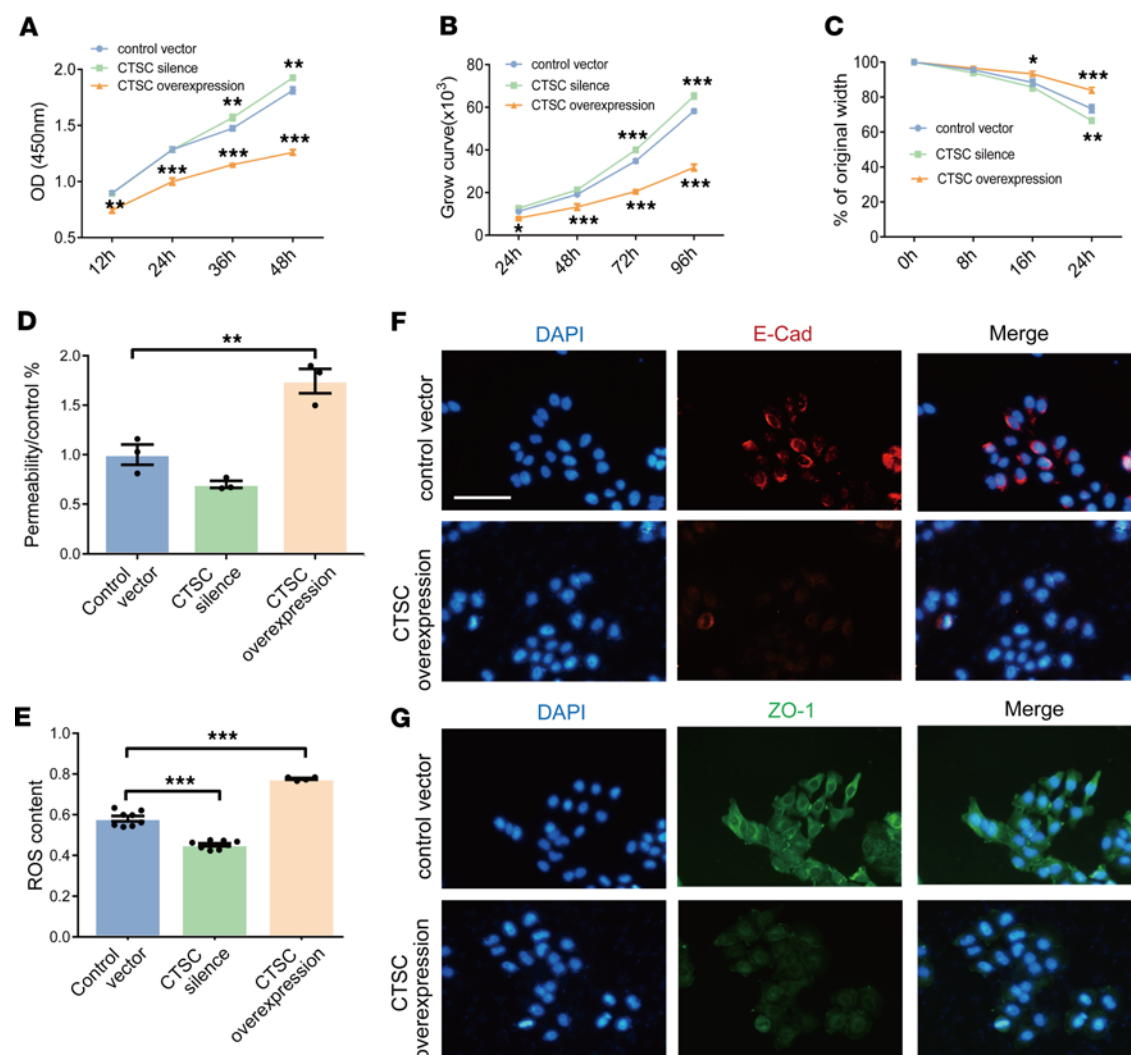 A
control vector
CTSC silence
CTSC overexpression
OD (450nm)
2.0
1.5
1.0
0.5
**
**
**
***
***
***
12h
24h
36h
48h
B
control vector
CTSC silence
CTSC overexpression
Grow curve(x10³)
80
60
40
20
0
***
***
*
***
***
***
24h
48h
72h
96h
C
% of original width
100
80
60
40
20
0
*
***
**
control vector
CTSC silence
CTSC overexpression
0h
8h
16h
24h
D
Permeability/control %
2.0
1.5
1.0
0.5
0.0
**
Control
vector
CTSC
silence
CTSC
overexpression
E
ROS content
1.0
0.8
0.6
0.4
0.2
0.0
***
***
Control
vector
CTSC
silence
CTSC
overexpression
F
DAPI
E-Cad
Merge
control vector
CTSC
overexpression
G
DAPI
ZO-1
Merge
control vector
CTSC
overexpression